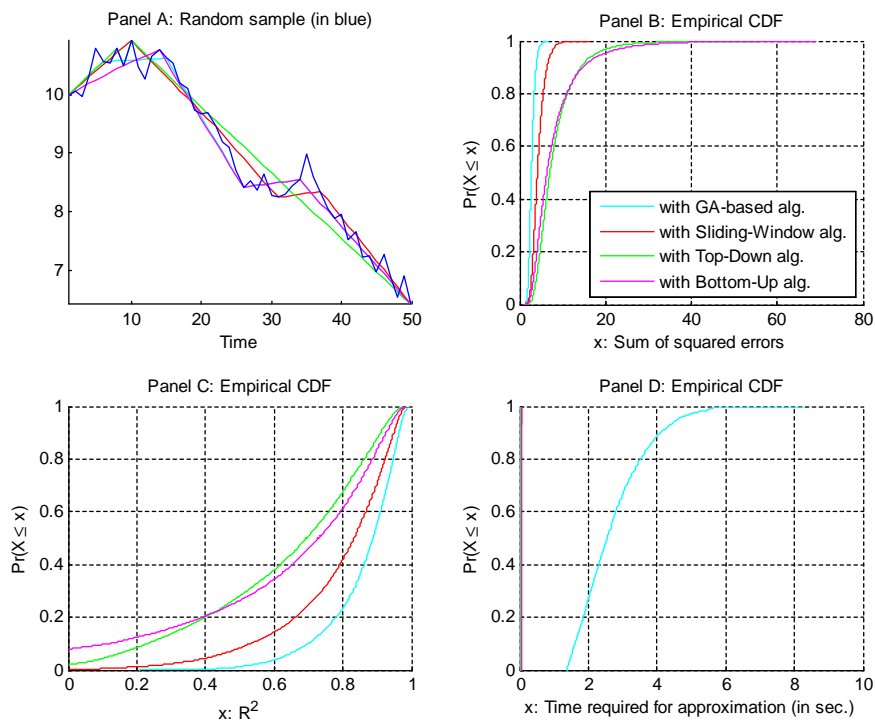 Panel A: Random sample (in blue)
10
9
8
7
10
20
30
40
50
Time
Panel B: Empirical CDF
1
0.8
0.6
0.4
0.2
0
0
20
40
60
80
Pr(X ≤ x)
x: Sum of squared errors
with GA-based alg.
with Sliding-Window alg.
with Top-Down alg.
with Bottom-Up alg.
Panel C: Empirical CDF
1
0.8
0.6
0.4
0.2
0
0
0.2
0.4
0.6
0.8
1
Pr(X ≤ x)
x: R²
Panel D: Empirical CDF
1
0.8
0.6
0.4
0.2
0
0
2
4
6
8
10
Pr(X ≤ x)
x: Time required for approximation (in sec.)